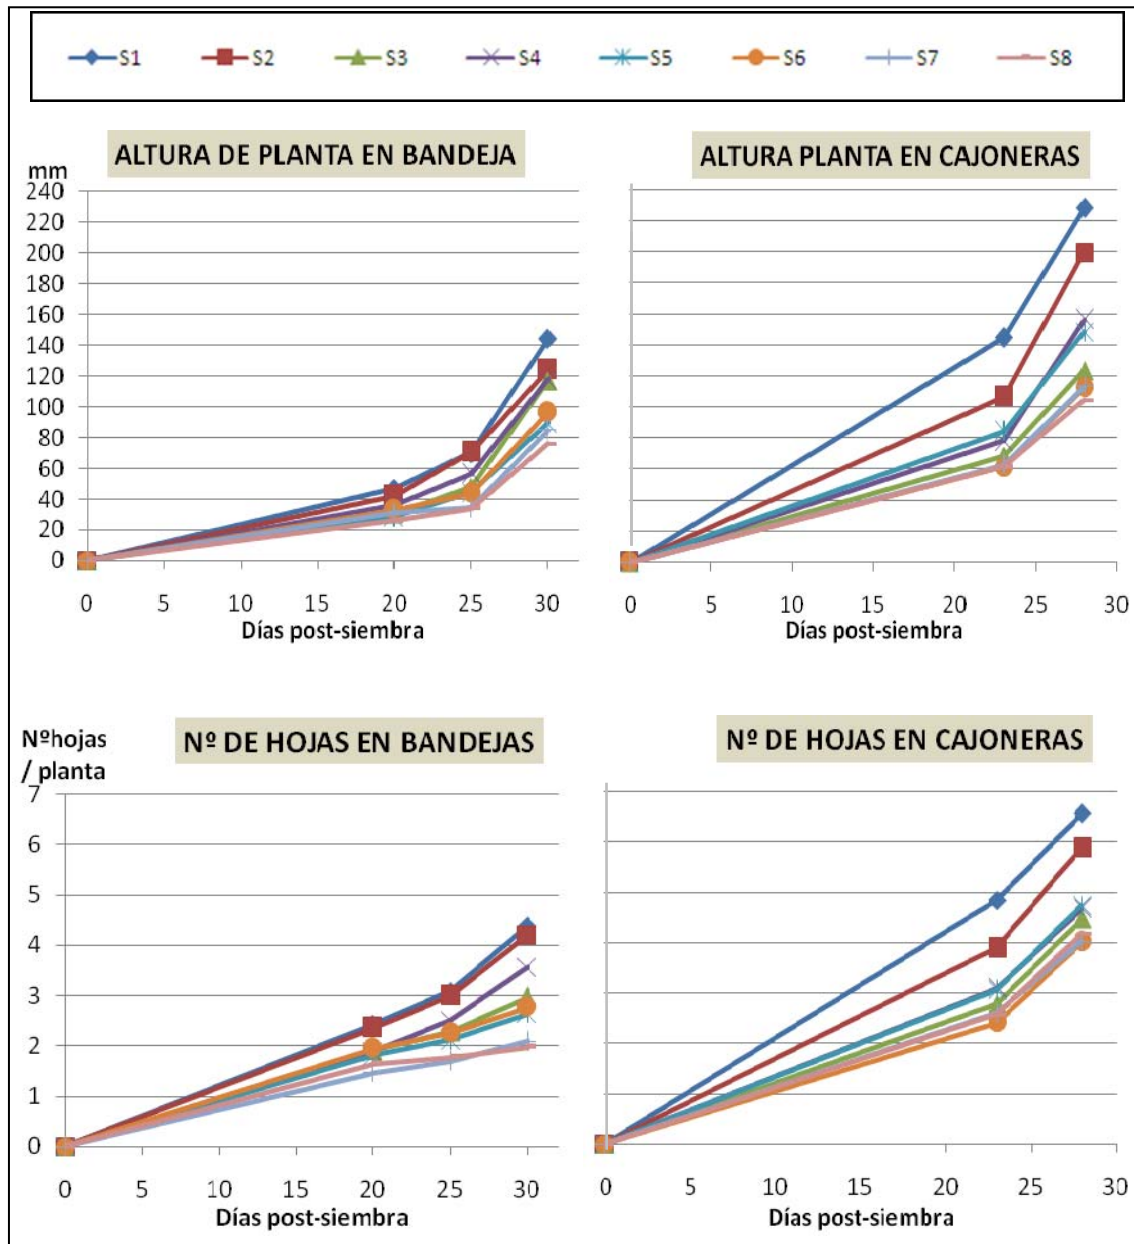 S1 S2 S3 S4 S5 S6 S7 S8
ALTURA DE PLANTA EN BANDEJA
ALTURA PLANTA EN CAJONERAS
mm
240
220
200
180
160
140
120
100
80
60
40
20
0
0 5 10 15 20 25 30
Días post-siembra
0 5 10 15 20 25 30
Días post-siembra
Nºhojas
/ planta
Nº DE HOJAS EN BANDEJAS
Nº DE HOJAS EN CAJONERAS
7
6
5
4
3
2
1
0
0 5 10 15 20 25 30
Días post-siembra
0 5 10 15 20 25 30
Días post-siembra